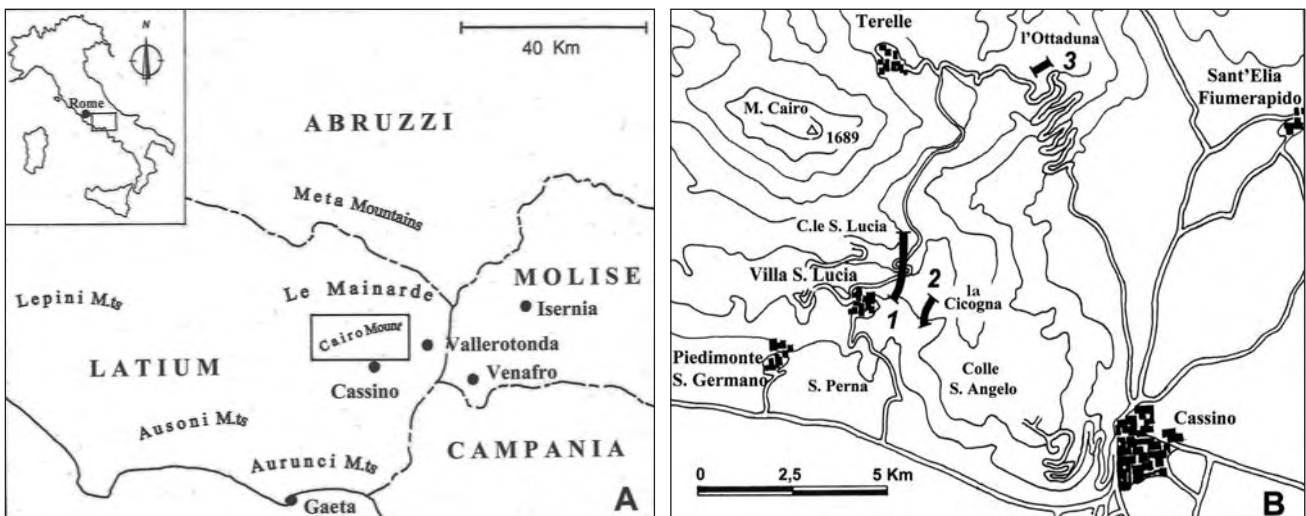 N
Rome
40 Km
ABRUZZI
Meta Mountains
MOLISE
Le Mainarde
Lepini M.ts
Isernia
Cairo Mount
LATIUM
Vallerotonda
Cassino
Venafro
Ausoni M.ts
CAMPANIA
Aurunci M.ts
Gaeta
A
Terelle
l'Ottaduna
3
Sant'Elia
Fiumerapido
M. Cairo
1689
C.le S. Lucia
Villa S. Lucia
2
la
Cicogna
1
Piedimonte
S. Germano
S. Perna
Colle
S. Angelo
Cassino
0 2,5 5 Km
B